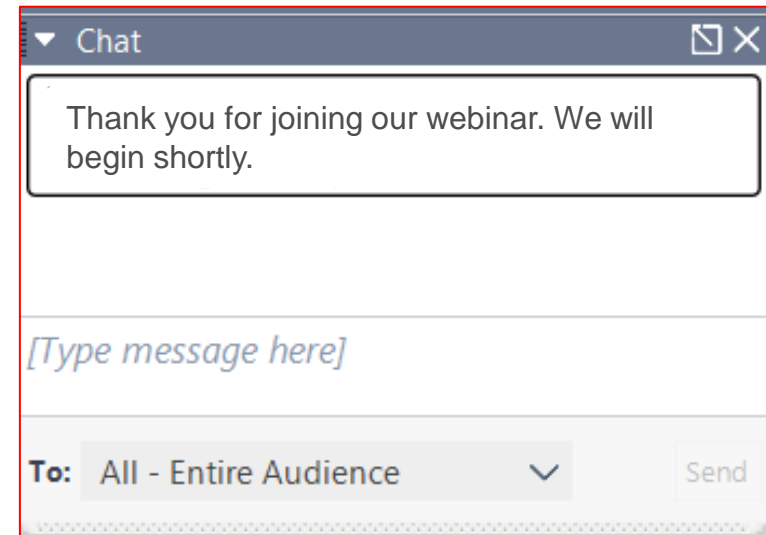 Chat
Thank you for joining our webinar. We will
begin shortly.
[Type message here]
To: All - Entire Audience Send